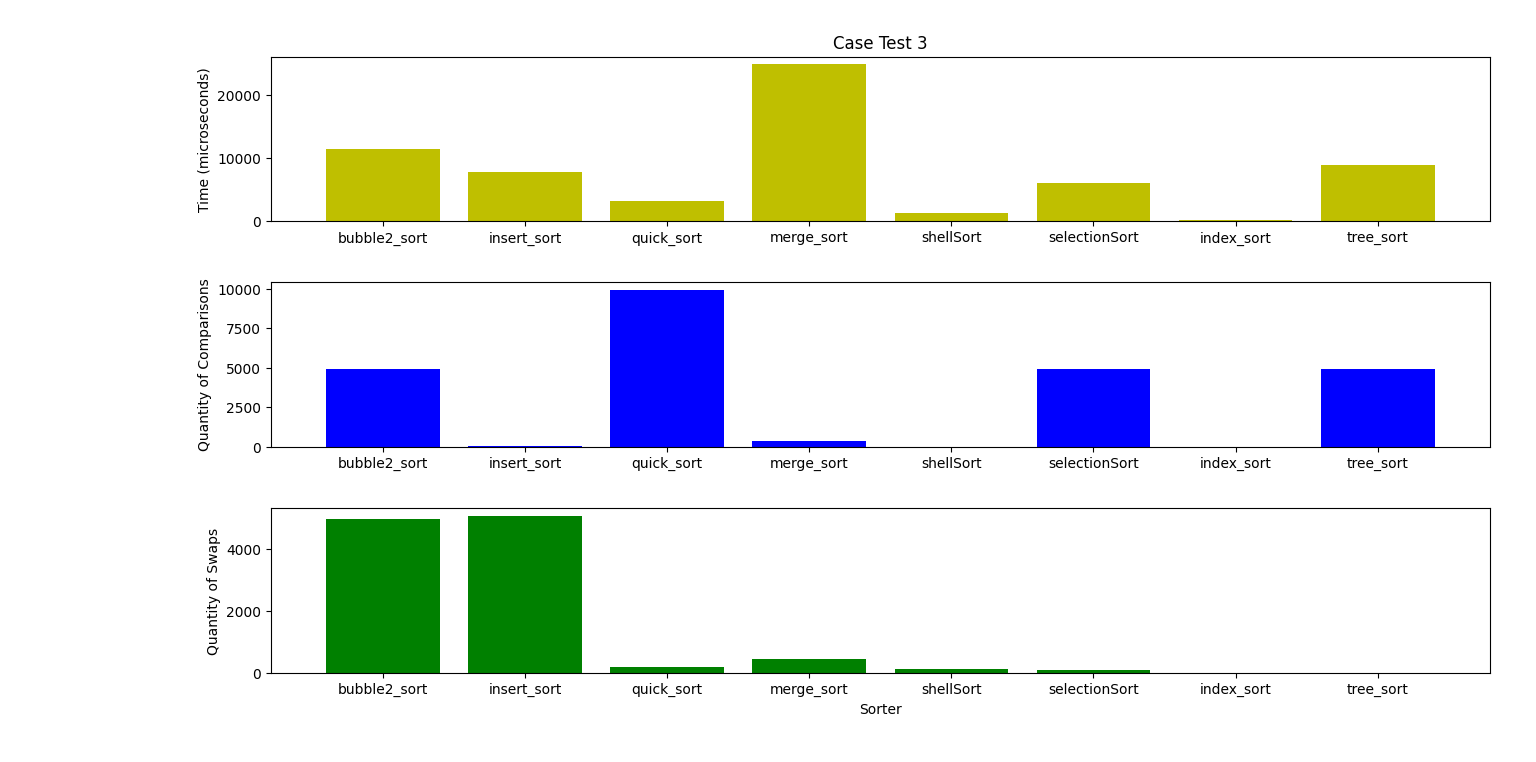 Case Test 3
Time (microseconds)
20000
10000
0
bubble2_sort insert_sort quick_sort merge_sort shellSort selectionSort index_sort tree_sort
Quantity of Comparisons
10000
7500
5000
2500
0
bubble2_sort insert_sort quick_sort merge_sort shellSort selectionSort index_sort tree_sort
Quantity of Swaps
4000
2000
0
bubble2_sort insert_sort quick_sort merge_sort shellSort selectionSort index_sort tree_sort
Sorter